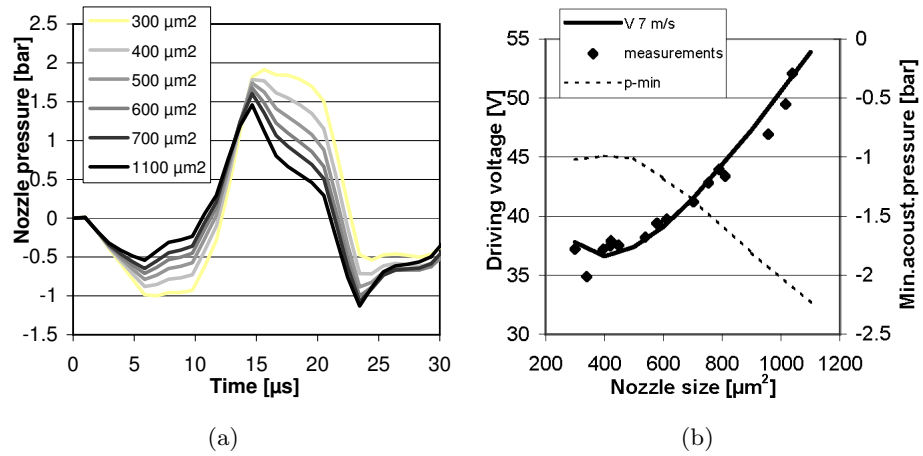 300 µm2
400 µm2
500 µm2
600 µm2
700 µm2
1100 µm2
Nozzle pressure [bar]
2.5
2
1.5
1
0.5
0
-0.5
-1
-1.5
0
5
10
15
20
25
30
Time [µs]
(a)
V 7 m/s
measurements
p-min
Driving voltage [V]
55
50
45
40
35
30
0
-0.5
-1
-1.5
-2
-2.5
Min.acoust.pressure [bar]
200
400
600
800
1000
1200
Nozzle size [µm²]
(b)